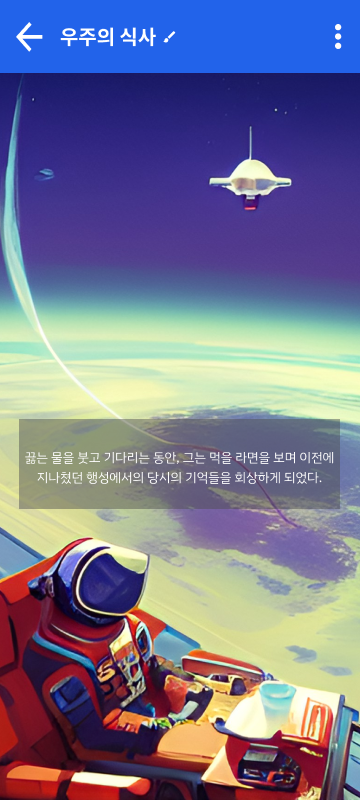 우주의 식사
끓는 물을 붓고 기다리는 동안, 그는 먹을 라면을 보며 이전에
지나쳤던 행성에서의 당시의 기억들을 회상하게 되었다.